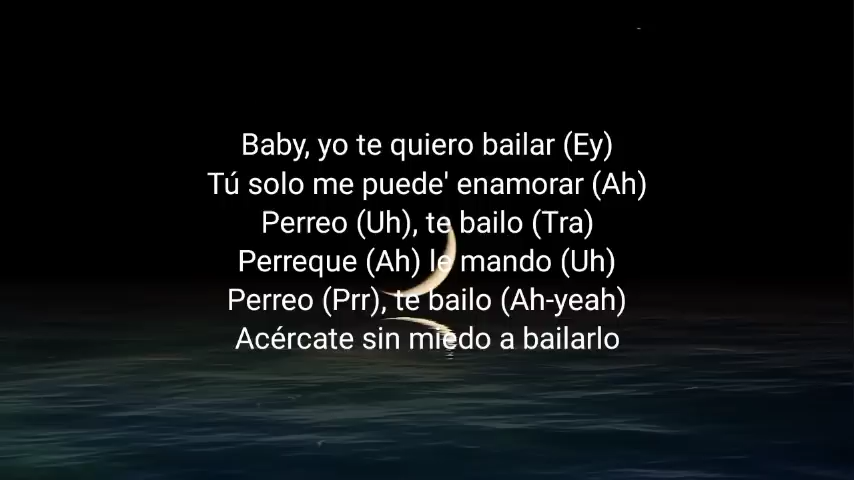 Baby, yo te quiero bailar (Ey)
Tú solo me puede' enamorar (Ah)
Perreo (Uh), te bailo (Tra)
Perreque (Ah) le mando (Uh)
Perreo (Prr), te bailo (Ah-yeah)
Acércate sin miedo a bailarlo